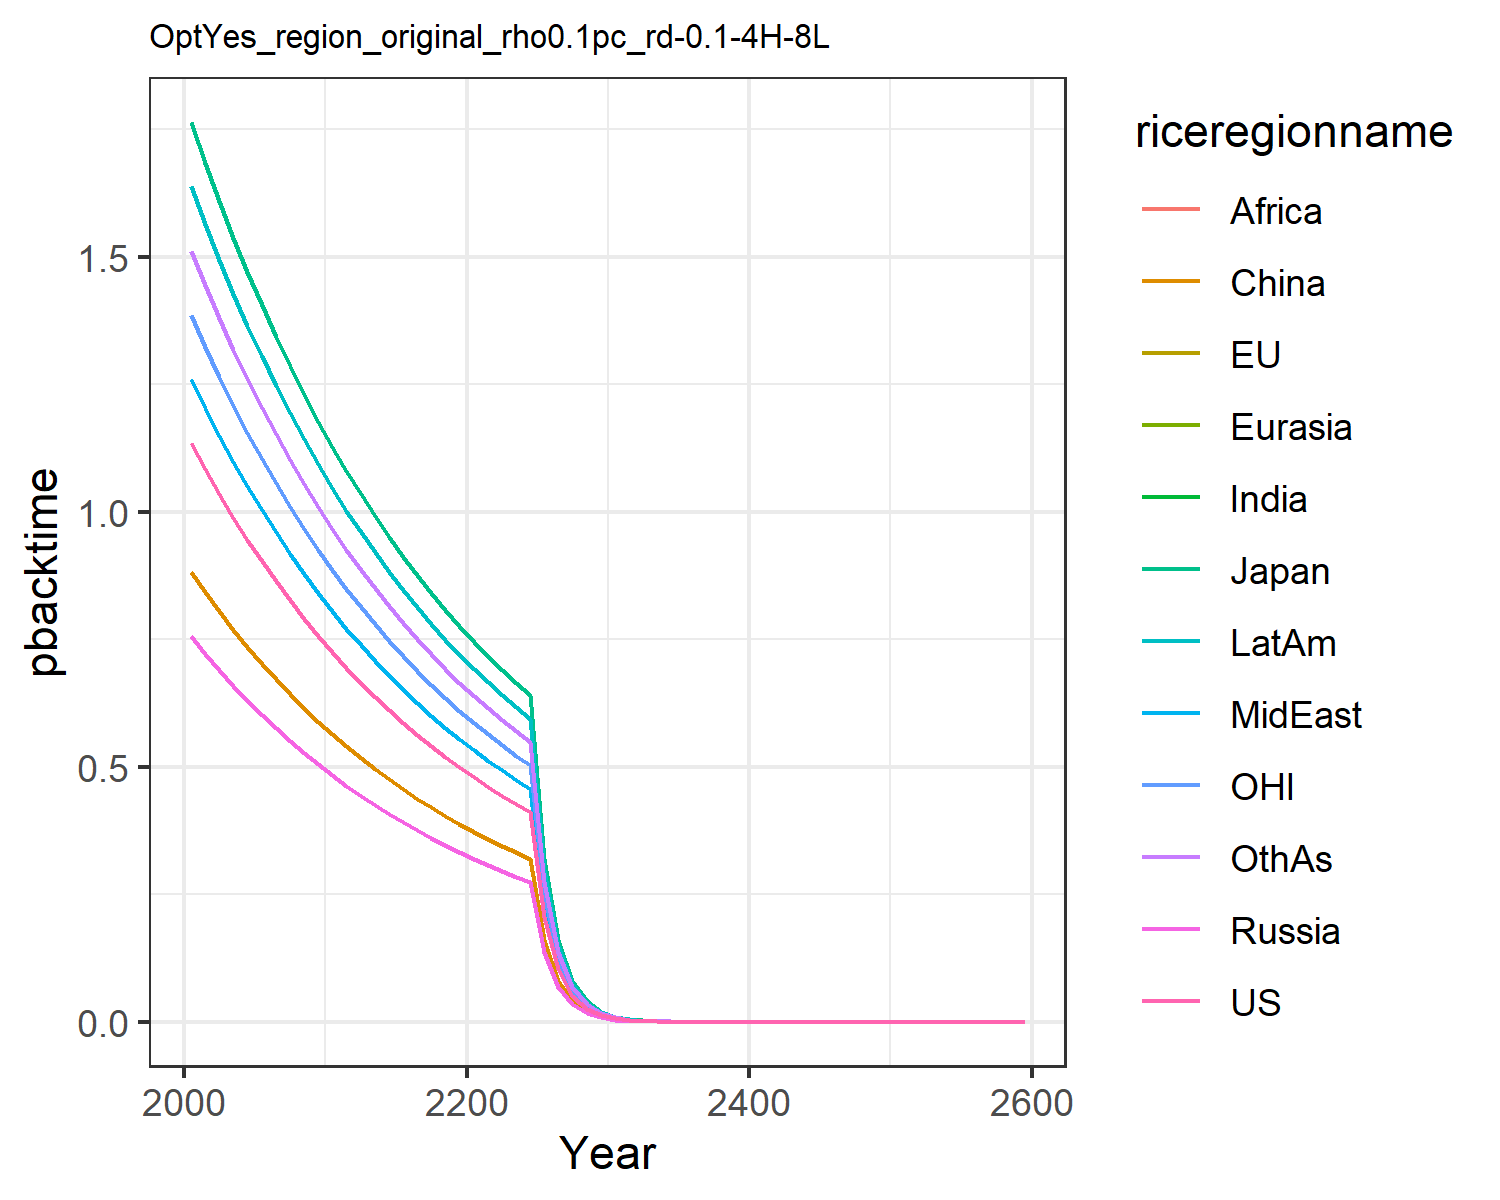 OptYes_region_original_rho0.1pc_rd-0.1-4H-8L
pbacktime
1.5
1.0
0.5
0.0
2000 2200 2400 2600
Year
riceregionname
Africa
China
EU
Eurasia
India
Japan
LatAm
MidEast
OHI
OthAs
Russia
US